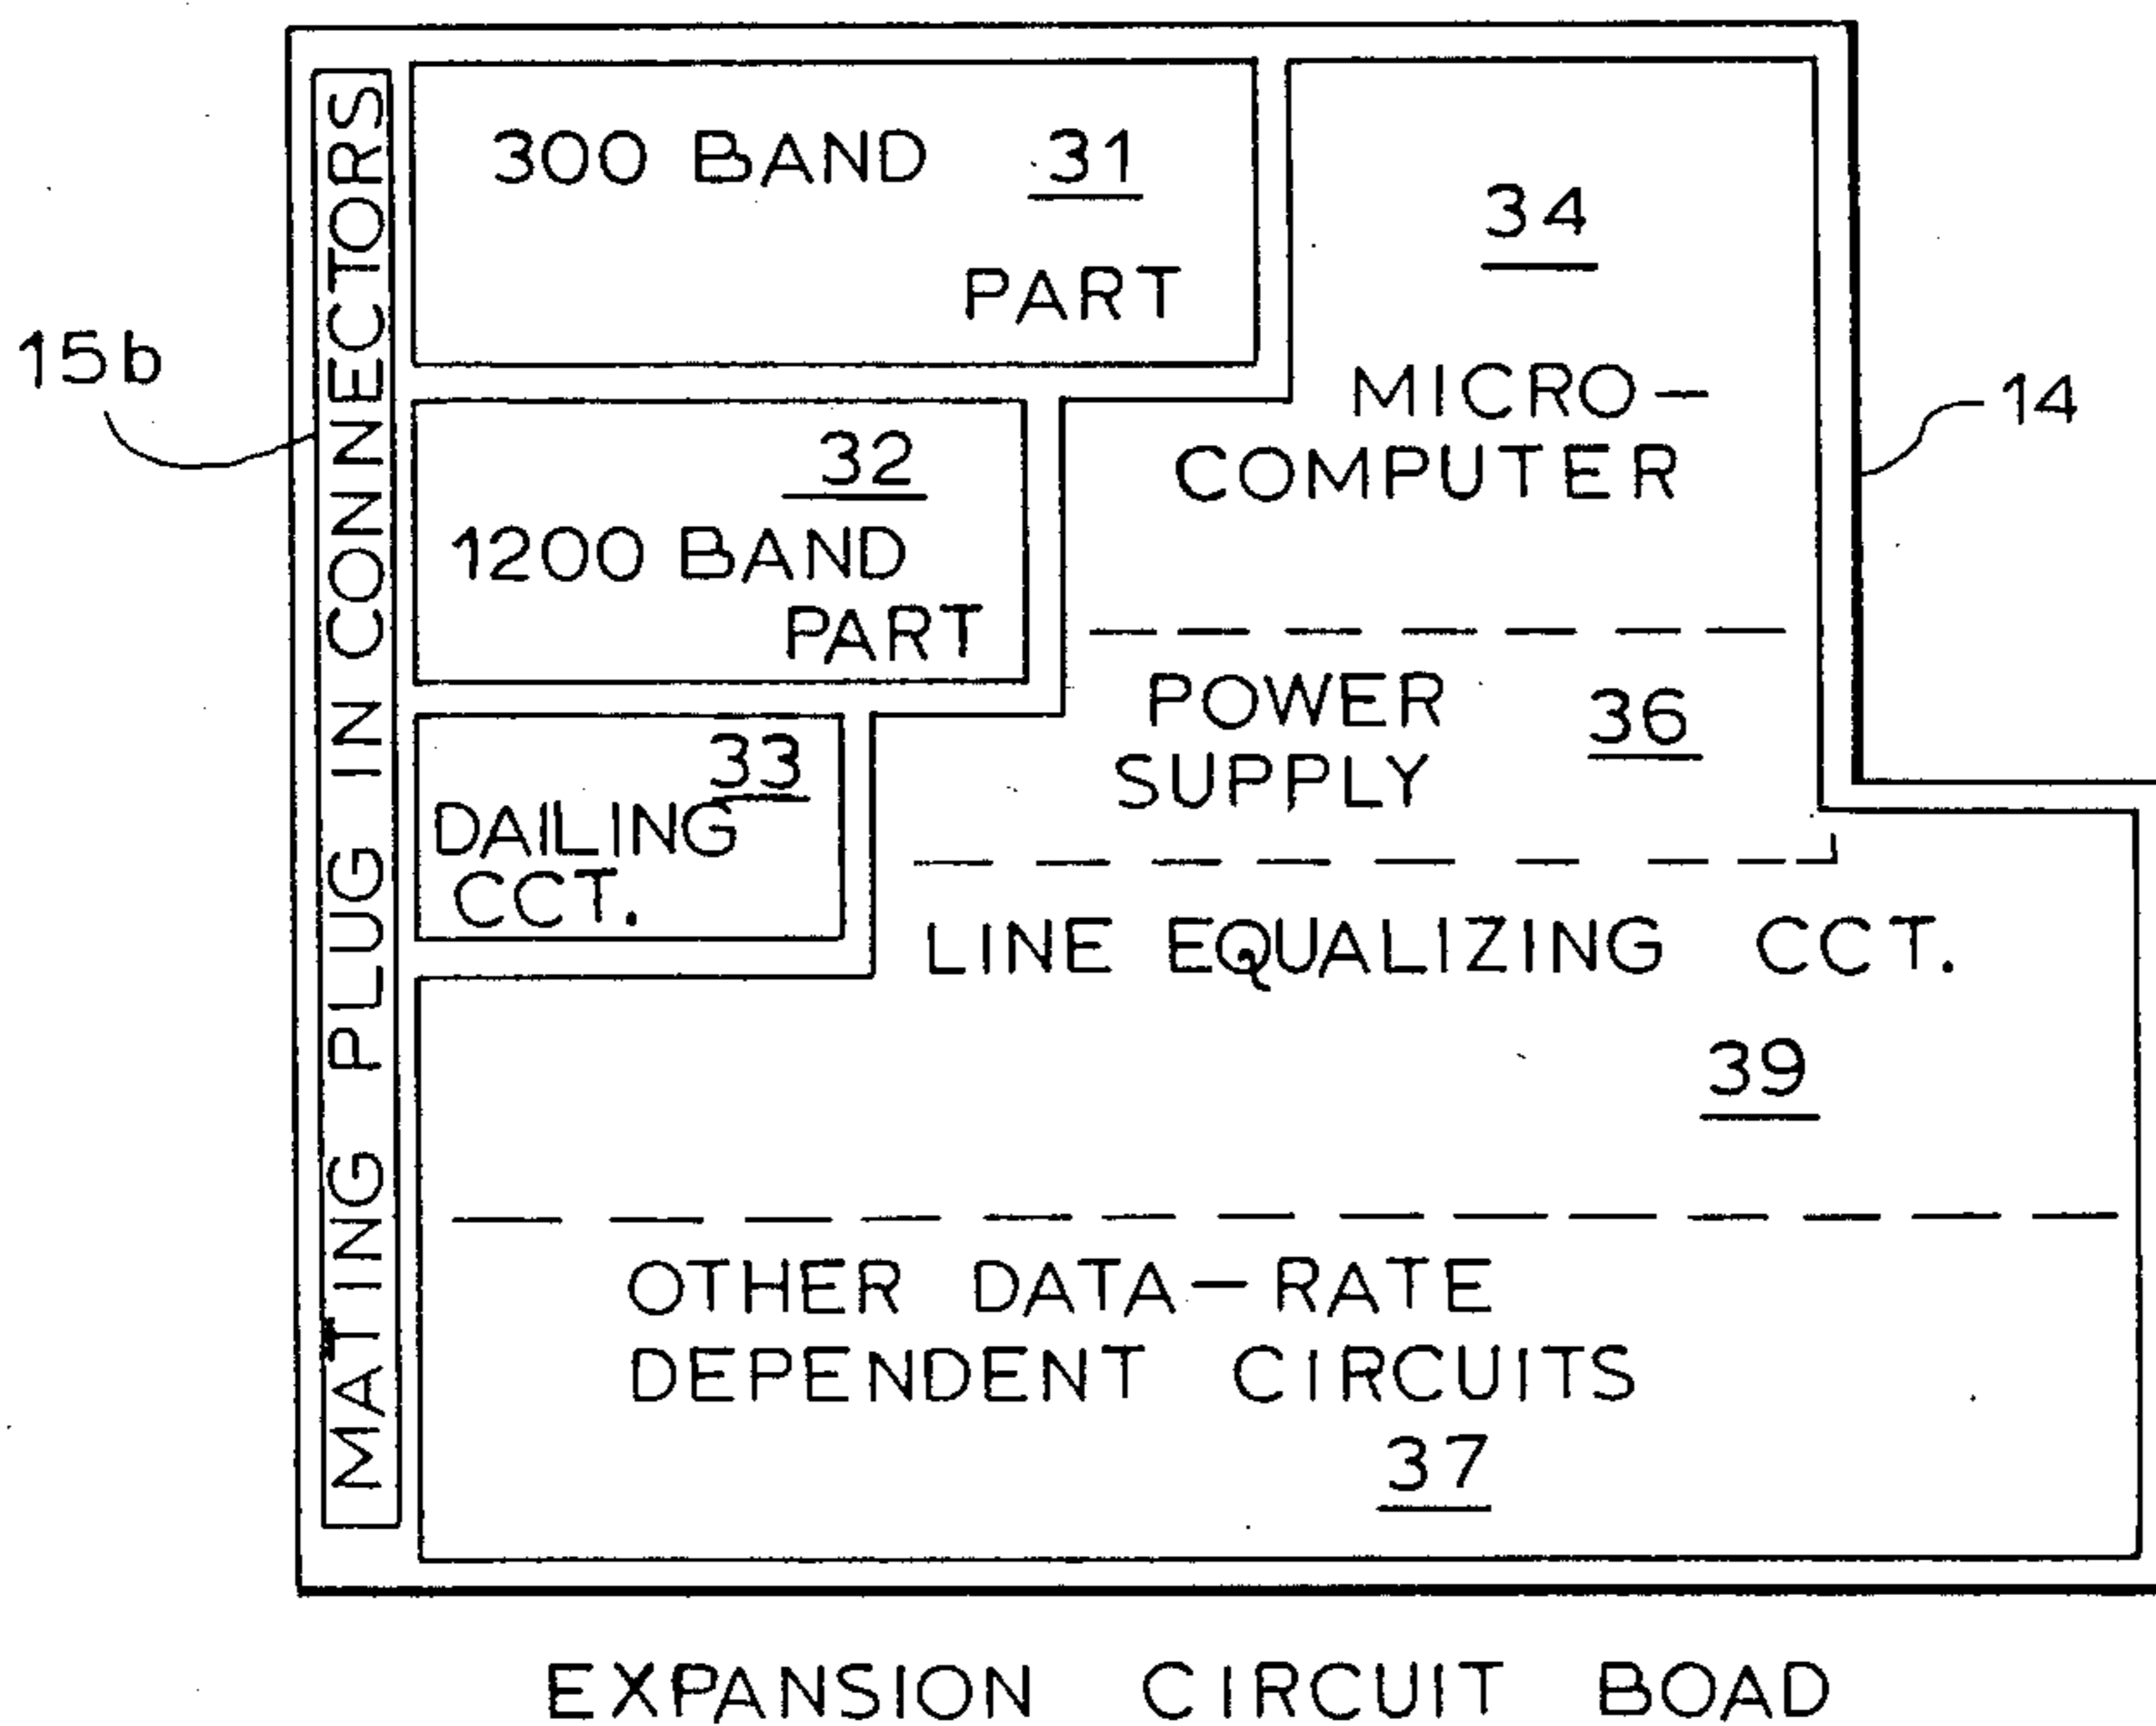 MATING PLUG IN CONNECTORS
15b
300 BAND 31
PART
34
MICRO-
COMPUTER
14
32
1200 BAND
PART
POWER
SUPPLY
36
33
DAILING
CCT.
LINE EQUALIZING CCT.
39
OTHER DATA-RATE
DEPENDENT CIRCUITS
37
EXPANSION CIRCUIT BOAD